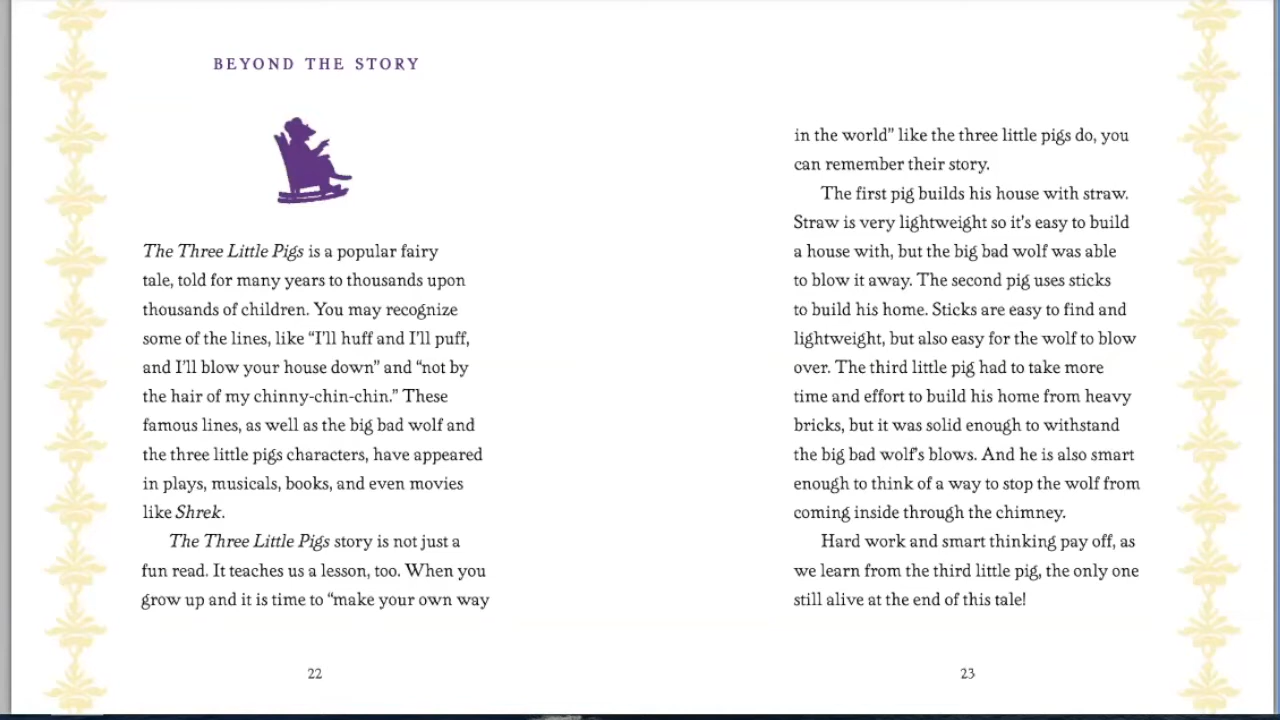 BEYOND THE STORY
The Three Little Pigs is a popular fairy
tale, told for many years to thousands upon
thousands of children. You may recognize
some of the lines, like “I’ll huff and I’ll puff,
and I’ll blow your house down” and “not by
the hair of my chinny-chin-chin.” These
famous lines, as well as the big bad wolf and
the three little pigs characters, have appeared
in plays, musicals, books, and even movies
like Shrek.
The Three Little Pigs story is not just a
fun read. It teaches us a lesson, too. When you
grow up and it is time to “make your own way
22
in the world” like the three little pigs do, you
can remember their story.
The first pig builds his house with straw.
Straw is very lightweight so it’s easy to build
a house with, but the big bad wolf was able
to blow it away. The second pig uses sticks
to build his home. Sticks are easy to find and
lightweight, but also easy for the wolf to blow
over. The third little pig had to take more
time and effort to build his home from heavy
bricks, but it was solid enough to withstand
the big bad wolf’s blows. And he is also smart
enough to think of a way to stop the wolf from
coming inside through the chimney.
Hard work and smart thinking pay off, as
we learn from the third little pig, the only one
still alive at the end of this tale!
23